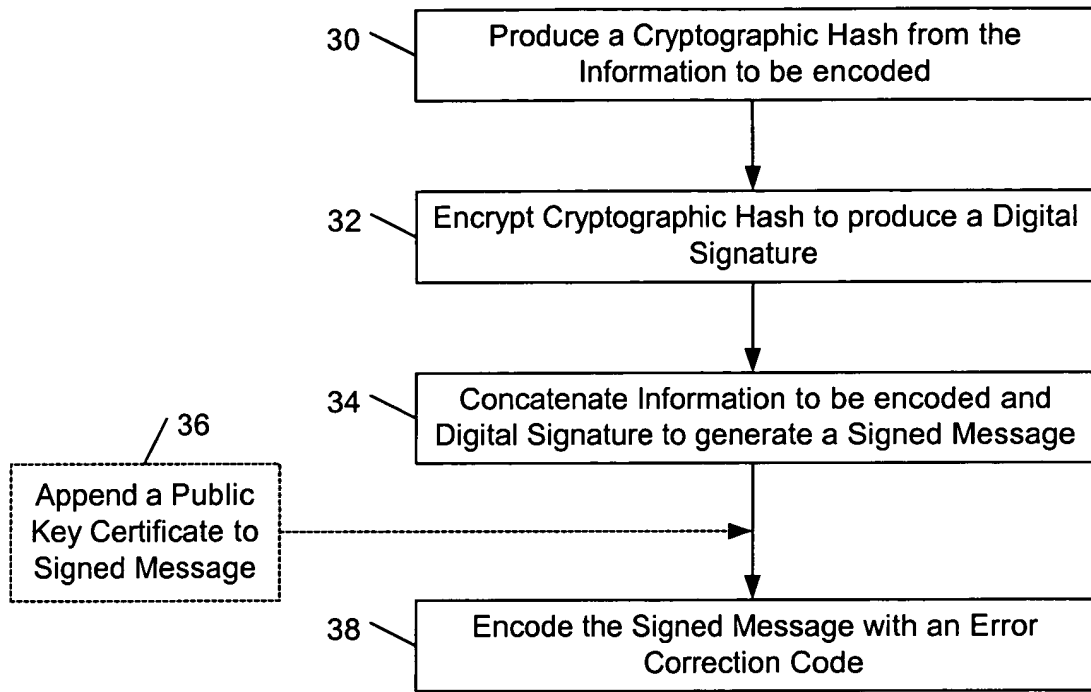 30
Produce a Cryptographic Hash from the
Information to be encoded
32
Encrypt Cryptographic Hash to produce a Digital
Signature
34
Concatenate Information to be encoded and
Digital Signature to generate a Signed Message
36
Append a Public
Key Certificate to
Signed Message
38
Encode the Signed Message with an Error
Correction Code